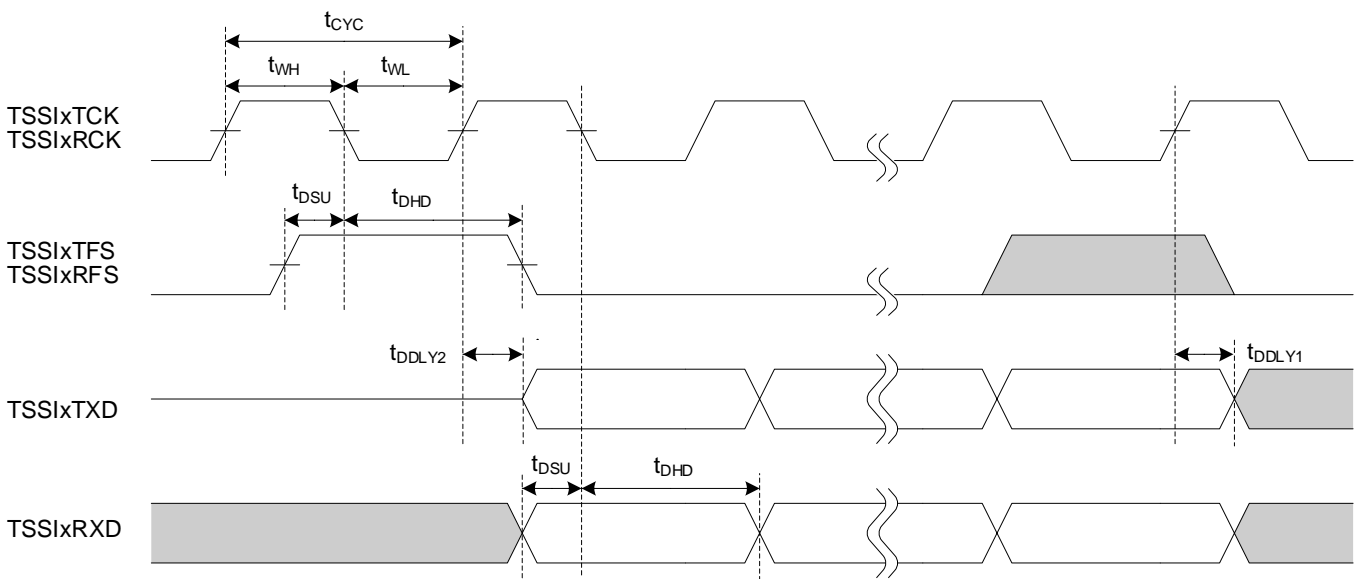 tCYC
tWH
tWL
TSSIxTCK
TSSIxRCK
tDSU
tDHD
TSSIxTFS
TSSIxRFS
tDDLY2
tDDLY1
TSSIxTXD
tDSU
tDHD
TSSIxRXD